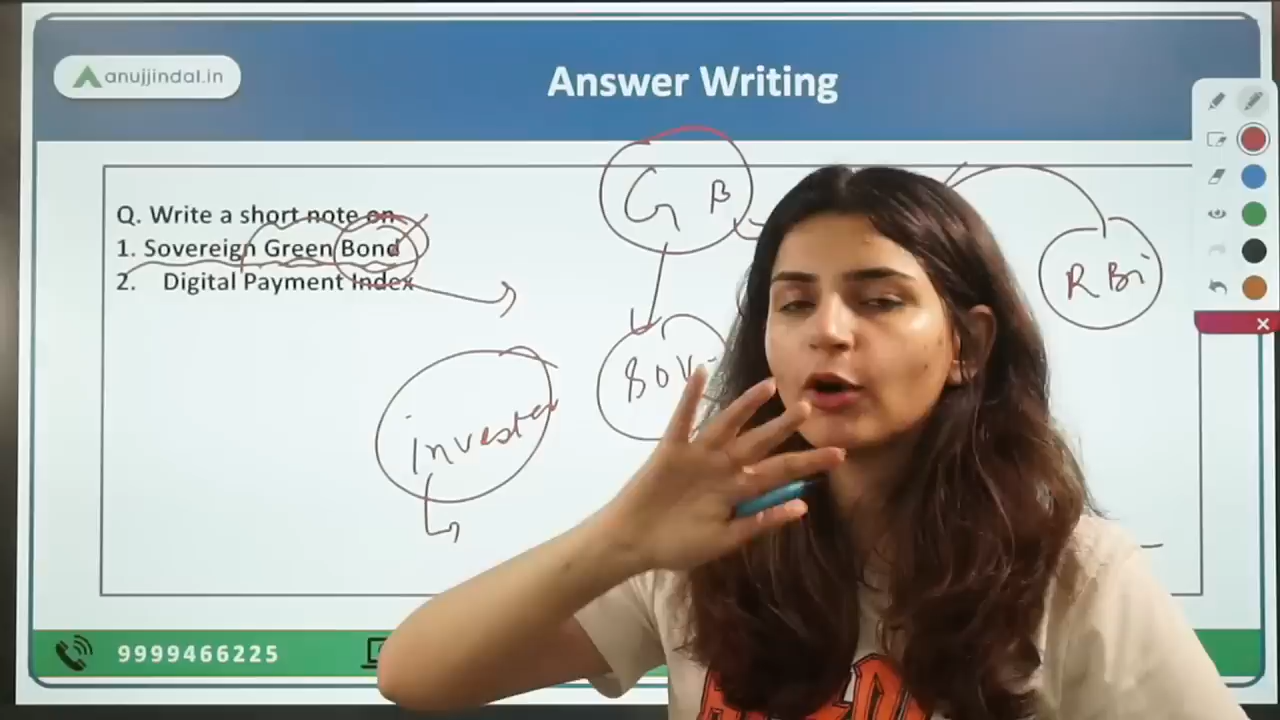 anujjindal.in
Answer Writing
Q. Write a short note on
1. Sovereign Green Bond
2. Digital Payment Index
G B
RBi
Sov
investor
9999466225